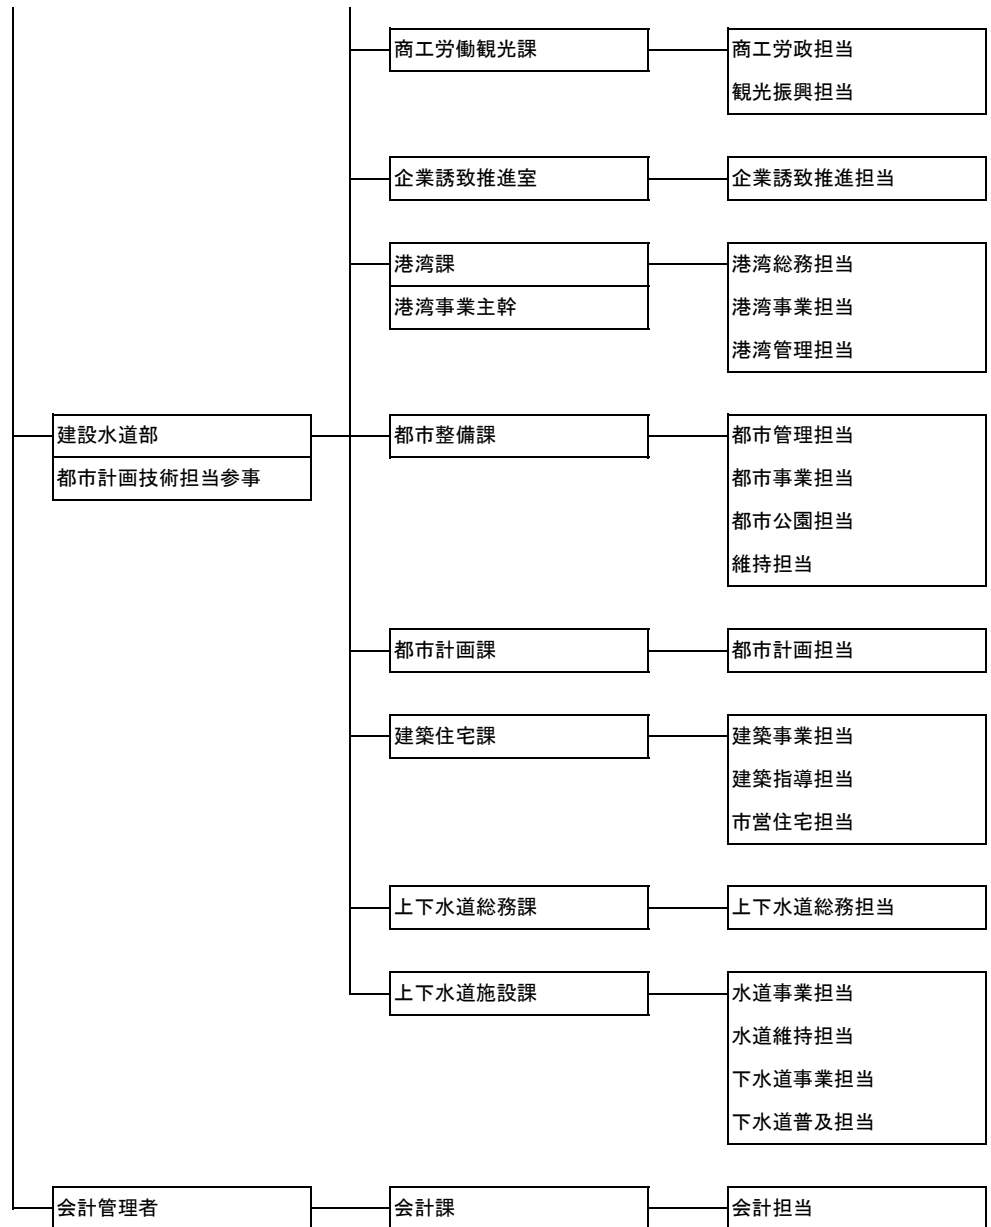 商工労働観光課
商工労政担当
観光振興担当
企業誘致推進室
企業誘致推進担当
港湾課
港湾事業主幹
港湾総務担当
港湾事業担当
港湾管理担当
建設水道部
都市計画技術担当参事
都市整備課
都市管理担当
都市事業担当
都市公園担当
維持担当
都市計画課
都市計画担当
建築住宅課
建築事業担当
建築指導担当
市営住宅担当
上下水道総務課
上下水道総務担当
上下水道施設課
水道事業担当
水道維持担当
下水道事業担当
下水道普及担当
会計管理者
会計課
会計担当